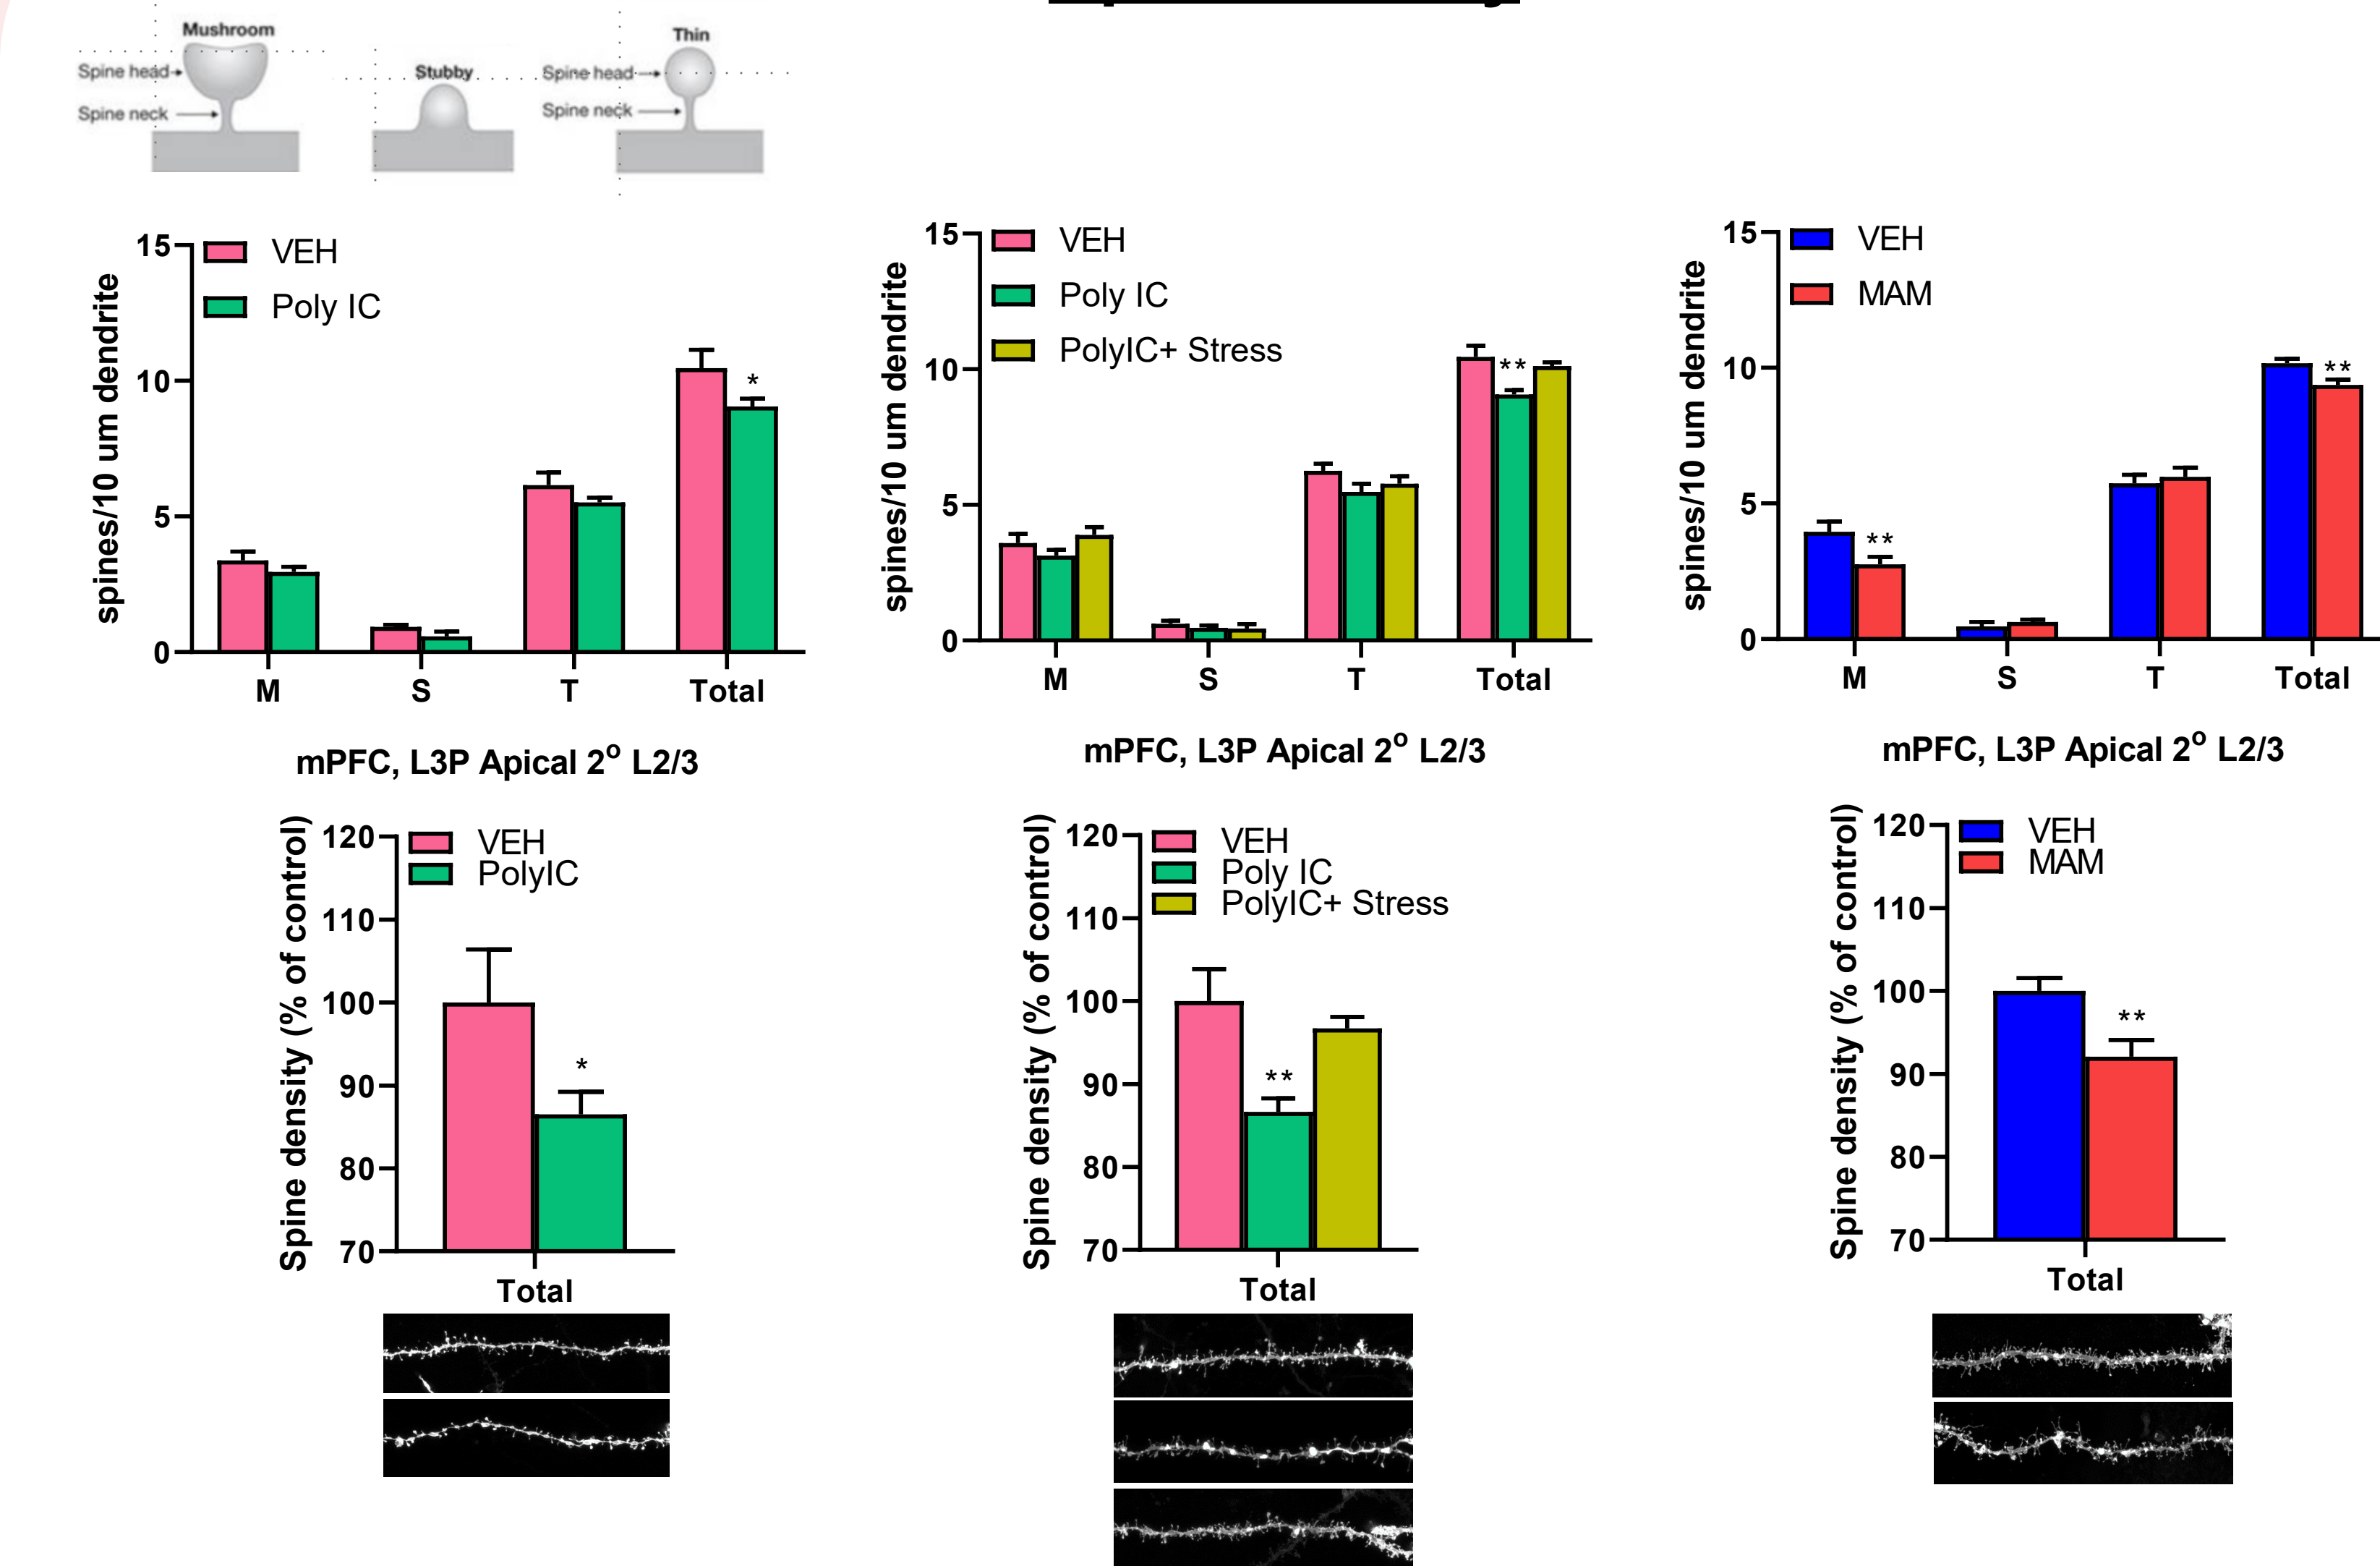 Mushroom
Spine head
Spine neck
Stubby
Thin
Spine head
Spine neck
spines/10 um dendrite
15
10
5
0
VEH
Poly IC
*
M S T Total
mPFC, L3P Apical 2º L2/3
spines/10 um dendrite
15
10
5
0
VEH
Poly IC
PolyIC+ Stress
**
M S T Total
mPFC, L3P Apical 2º L2/3
spines/10 um dendrite
15
10
5
0
VEH
MAM
**
**
M S T Total
mPFC, L3P Apical 2º L2/3
Spine density (% of control)
120
110
100
90
80
70
VEH
PolyIC
*
Total
Spine density (% of control)
120
110
100
90
80
70
VEH
Poly IC
PolyIC+ Stress
**
Total
Spine density (% of control)
120
110
100
90
80
70
VEH
MAM
**
Total